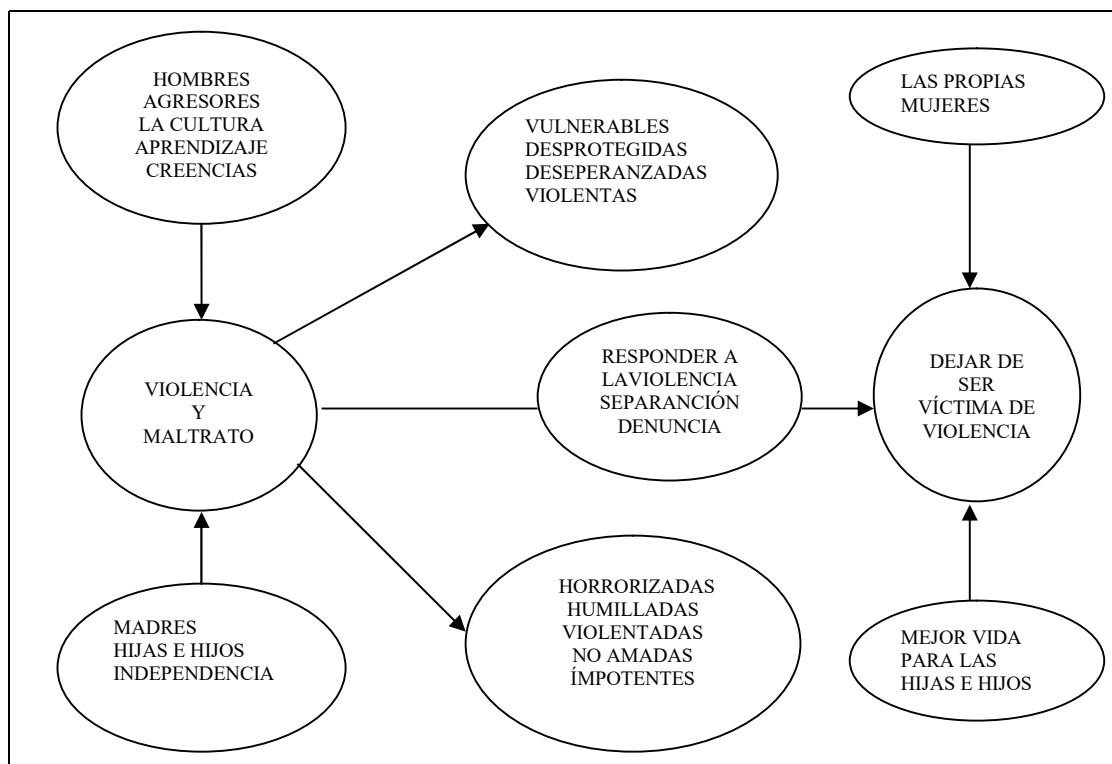 HOMBRES
AGRESORES
LA CULTURA
APRENDIZAJE
CREENCIAS
VULNERABLES
DESPROTEGIDAS
DESEPERANZADAS
VIOLENTAS
LAS PROPIAS
MUJERES
VIOLENCIA
Y
MALTRATO
RESPONDER A
LAVIOLENCIA
SEPARANCIÓN
DENUNCIA
DEJAR DE
SER
VÍCTIMA DE
VIOLENCIA
MADRES
HIJAS E HIJOS
INDEPENDENCIA
HORRORIZADAS
HUMILLADAS
VIOLENTADAS
NO AMADAS
ÍMPOTENTES
MEJOR VIDA
PARA LAS
HIJAS E HIJOS